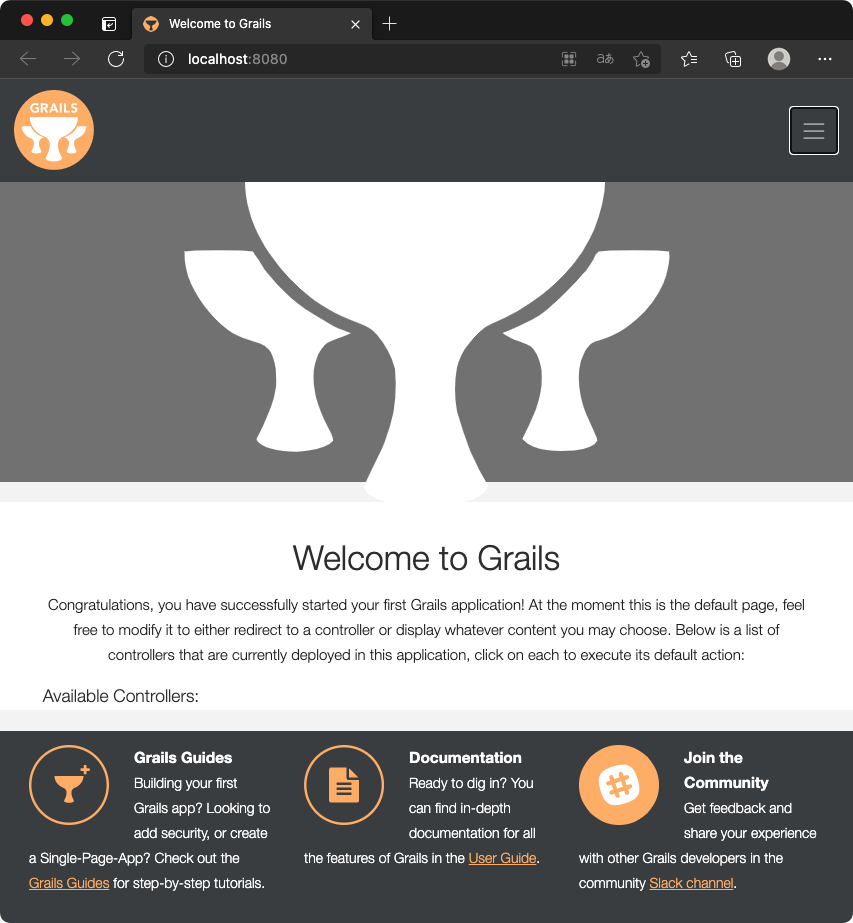 Welcome to Grails
localhost:8080
aあ
GRAILS
Welcome to Grails
Congratulations, you have successfully started your first Grails application! At the moment this is the default page, feel
free to modify it to either redirect to a controller or display whatever content you may choose. Below is a list of
controllers that are currently deployed in this application, click on each to execute its default action:
Available Controllers:
Grails Guides
Building your first
Grails app? Looking to
add security, or create
a Single-Page-App? Check out the
Grails Guides for step-by-step tutorials.
Documentation
Ready to dig in? You
can find in-depth
documentation for all
the features of Grails in the User Guide.
Join the
Community
Get feedback and
share your experience
with other Grails developers in the
community Slack channel.